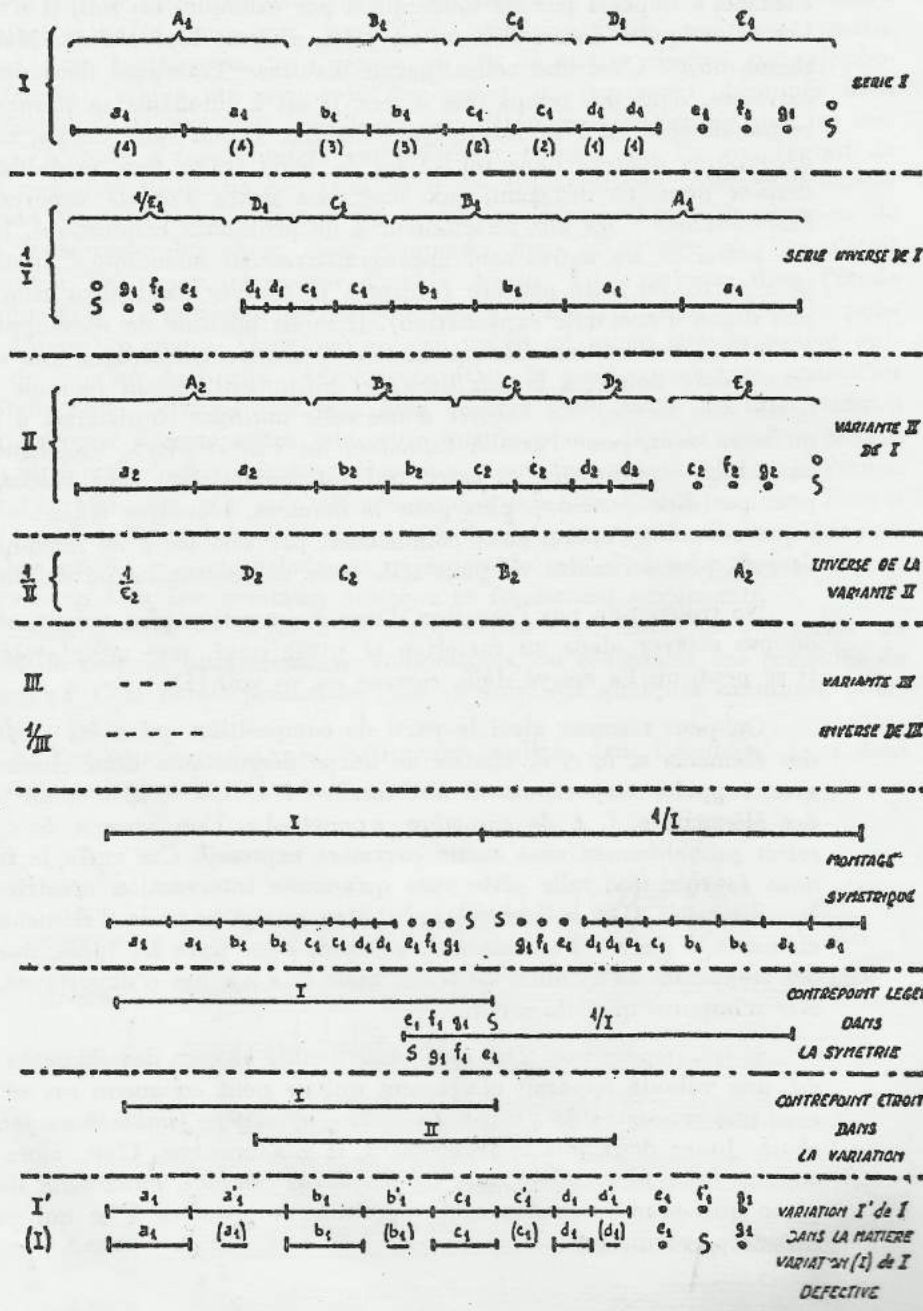 A₁ B₁ C₁ D₁ E₁
I { SERIE I
a₁ a₁ b₁ b₁ c₁ c₁ d₁ d₁ e₁ f₁ g₁ O S
(4) (4) (3) (3) (2) (2) (1) (1)
1/E₁ D₁ C₁ B₁ A₁
1/I { SERIE INVERSE DE I
O S g₁ f₁ e₁ d₁ d₁ c₁ c₁ b₁ b₁ a₁ a₁
A₂ B₂ C₂ D₂ E₂
II { VARIANTE II
DE I
a₂ a₂ b₂ b₂ c₂ c₂ d₂ d₂ e₂ f₂ g₂ O S
1/II { 1/E₂ D₂ C₂ B₂ A₂ INVERSE DE LA
VARIANTE II
III. - - - - VARIANTE III
1/III - - - - INVERSE DE III
I 1/I
MONTAGE
SYMETRIQUE
a₁ a₁ b₁ b₁ c₁ c₁ d₁ d₁ e₁ f₁ g₁ S S g₁ f₁ e₁ d₁ d₁ c₁ c₁ b₁ b₁ a₁ a₁
I CONTREPOINT LEGER
e₁ f₁ g₁ S 1/I DANS
S g₁ f₁ e₁ LA SYMETRIE
I CONTREPOINT ETROIT
II DANS
LA VARIATION
I' a₁ a'₁ b₁ b'₁ c₁ c'₁ d₁ d'₁ e₁ f'₁ g₁ VARIATION I' de I
DANS LA MATIERE
(I) a₁ (a₁) b₁ (b₁) c₁ (c₁) d₁ (d₁) e₁ S g₁
VARIATION (I) de I
DEFECTIVE